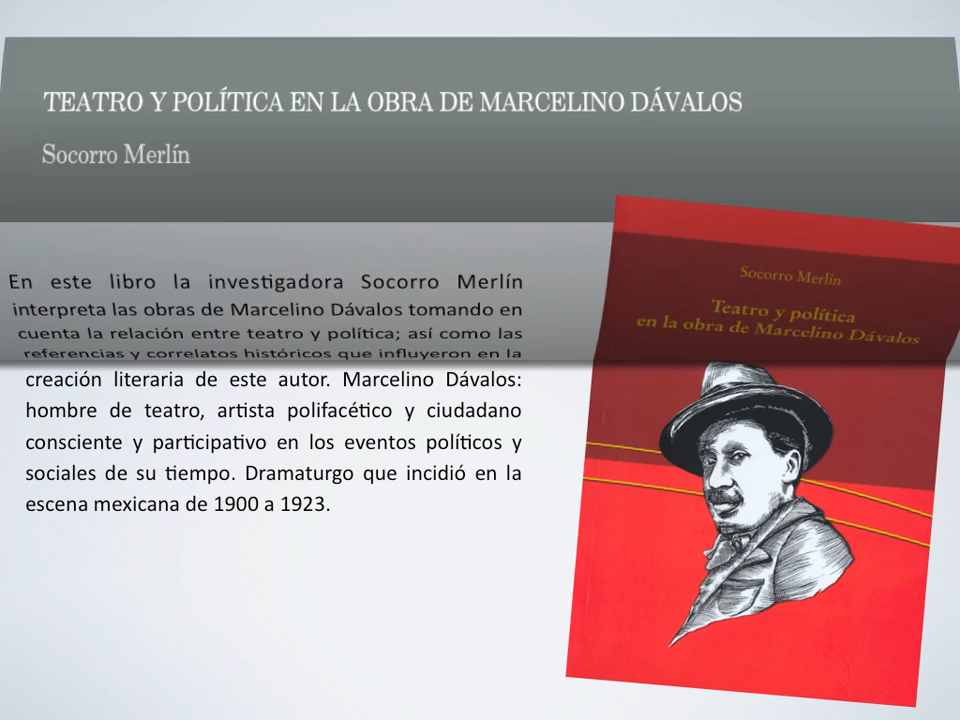 TEATRO Y POLÍTICA EN LA OBRA DE MARCELINO DÁVALOS
Socorro Merlín
En este libro la investigadora Socorro Merlín
interpreta las obras de Marcelino Dávalos tomando en
cuenta la relación entre teatro y política; así como las
referencias y correlatos históricos que influyeron en la
creación literaria de este autor. Marcelino Dávalos:
hombre de teatro, artista polifacético y ciudadano
consciente y participativo en los eventos políticos y
sociales de su tiempo. Dramaturgo que incidió en la
escena mexicana de 1900 a 1923.
Socorro Merlín
Teatro y política
en la obra de Marcelino Dávalos